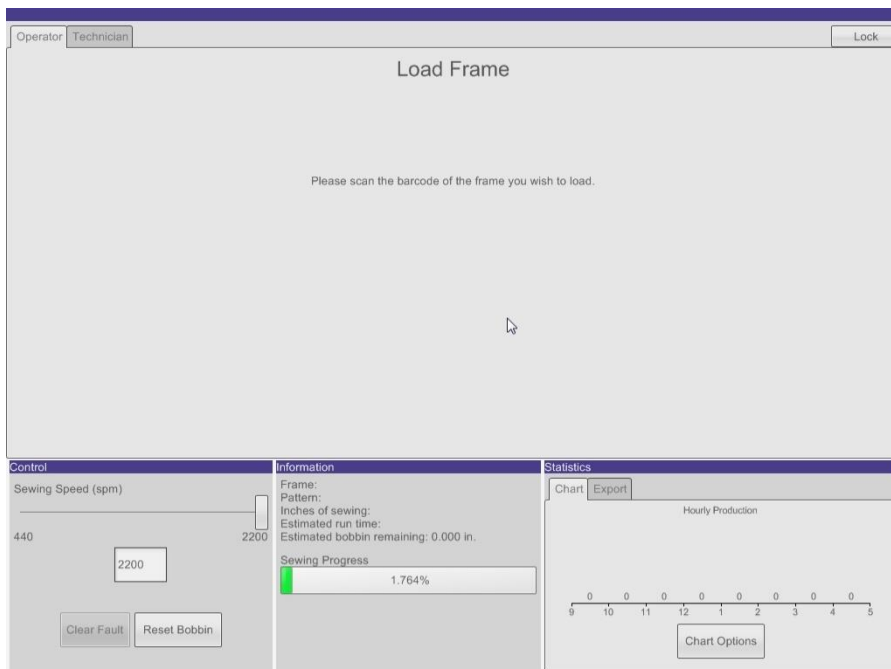 Operator Technician Lock
Load Frame
Please scan the barcode of the frame you wish to load.
Control
Sewing Speed (spm)
440 2200
2200
Clear Fault Reset Bobbin
Information
Frame:
Pattern:
Inches of sewing:
Estimated run time:
Estimated bobbin remaining: 0.000 in.
Sewing Progress
1.764%
Statistics
Chart Export
Hourly Production
0 0 0 0 0 0 0 0
9 10 11 12 1 2 3 4 5
Chart Options